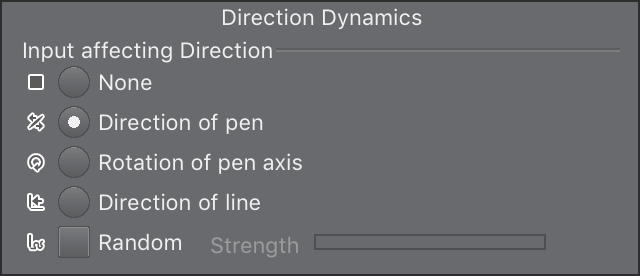 Direction Dynamics
Input affecting Direction
None
Direction of pen
Rotation of pen axis
Direction of line
Random Strength